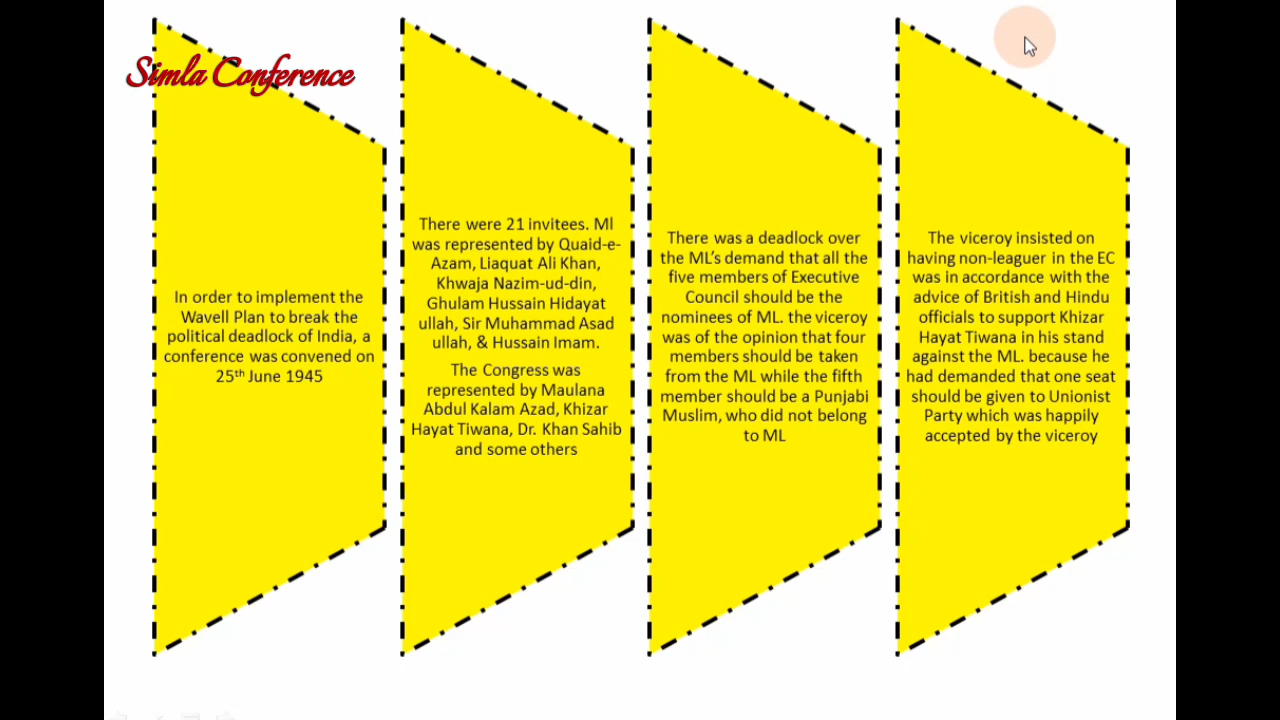 Simla Conference
In order to implement the
Wavell Plan to break the
political deadlock of India, a
conference was convened on
25th June 1945
There were 21 invitees. Ml
was represented by Quaid-e-
Azam, Liaquat Ali Khan,
Khwaja Nazim-ud-din,
Ghulam Hussain Hidayat
ullah, Sir Muhammad Asad
ullah, & Hussain Imam.
The Congress was
represented by Maulana
Abdul Kalam Azad, Khizar
Hayat Tiwana, Dr. Khan Sahib
and some others
There was a deadlock over
the ML's demand that all the
five members of Executive
Council should be the
nominees of ML. the viceroy
was of the opinion that four
members should be taken
from the ML while the fifth
member should be a Punjabi
Muslim, who did not belong
to ML
The viceroy insisted on
having non-leaguer in the EC
was in accordance with the
advice of British and Hindu
officials to support Khizar
Hayat Tiwana in his stand
against the ML. because he
had demanded that one seat
should be given to Unionist
Party which was happily
accepted by the viceroy